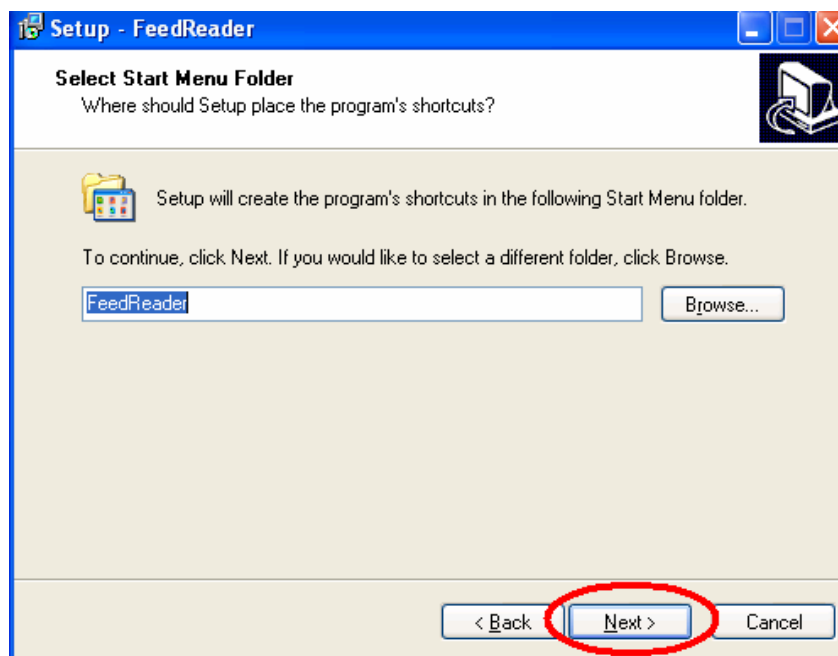 Setup - FeedReader
Select Start Menu Folder
Where should Setup place the program's shortcuts?
Setup will create the program's shortcuts in the following Start Menu folder.
To continue, click Next. If you would like to select a different folder, click Browse.
FeedReader
Browse...
< Back
Next >
Cancel